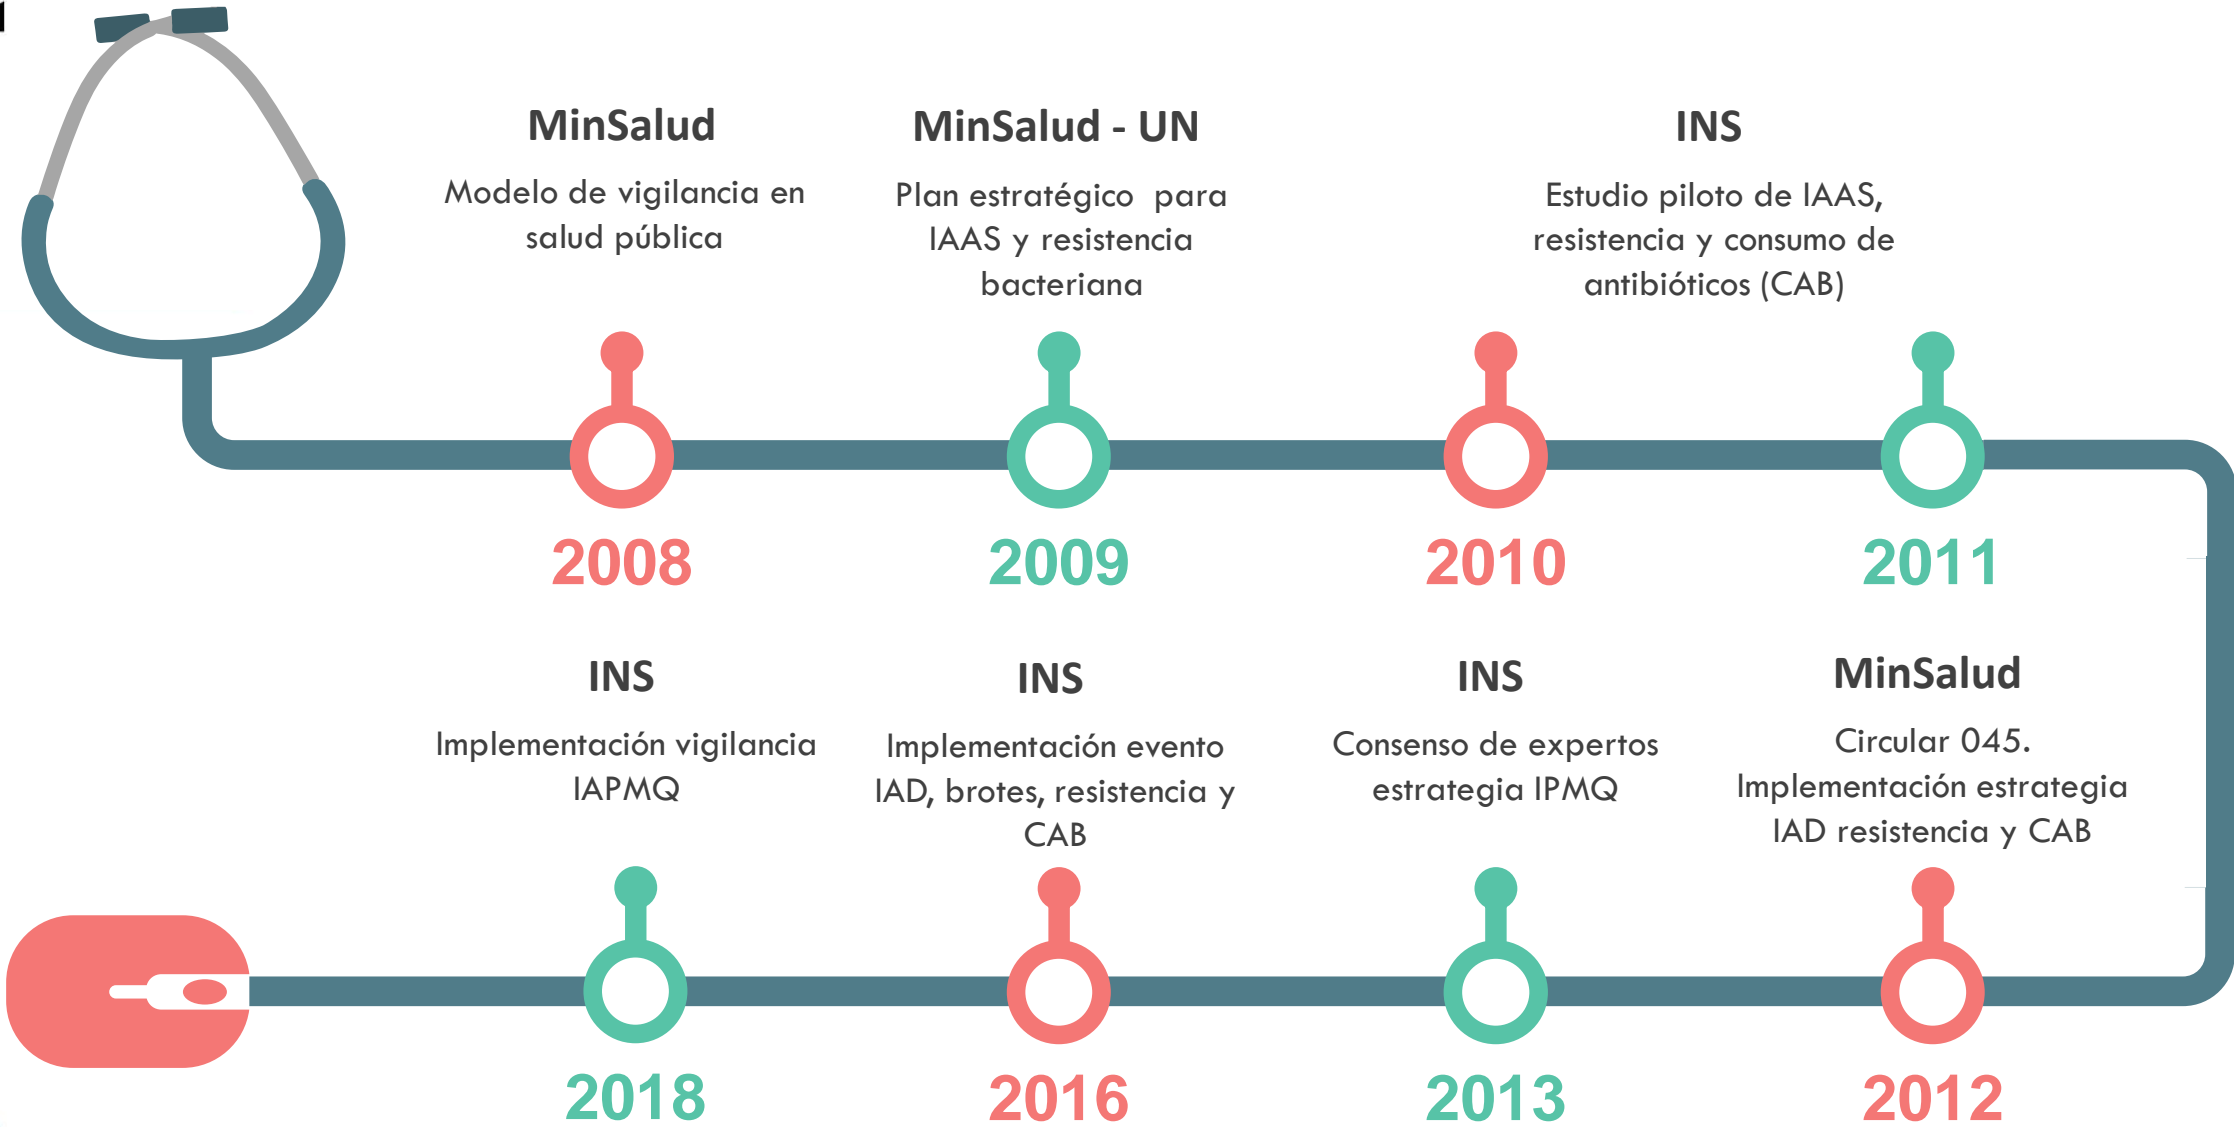 MinSalud
Modelo de vigilancia en
salud pública
2008
MinSalud - UN
Plan estratégico para
IAAS y resistencia
bacteriana
2009
INS
Estudio piloto de IAAS,
resistencia y consumo de
antibióticos (CAB)
2010
2011
MinSalud
Circular 045.
Implementación estrategia
IAD resistencia y CAB
2012
INS
Consenso de expertos
estrategia IPMQ
2013
INS
Implementación evento
IAD, brotes, resistencia y
CAB
2016
INS
Implementación vigilancia
IAPMQ
2018